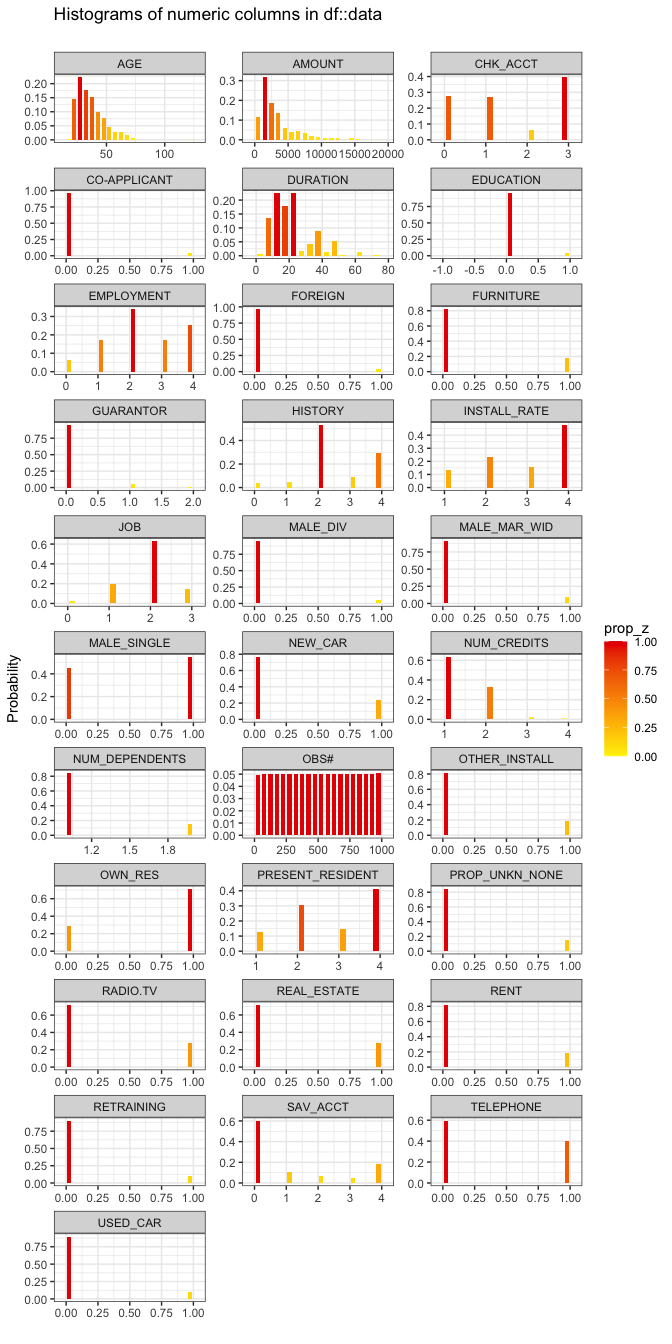 Histograms of numeric columns in df::data
AGE AMOUNT CHK_ACCT
0.20 0.15 0.10 0.05 0.00
50 100
0.3 0.2 0.1 0.0
0 5000 10000 15000 20000
0.4 0.3 0.2 0.1 0.0
0 1 2 3
CO-APPLICANT DURATION EDUCATION
1.00 0.75 0.50 0.25 0.00
0.00 0.25 0.50 0.75 1.00
0.20 0.15 0.10 0.05 0.00
0 20 40 60 80
0.75 0.50 0.25 0.00
-1.0 -0.5 0.0 0.5 1.0
EMPLOYMENT FOREIGN FURNITURE
0.3 0.2 0.1 0.0
0 1 2 3 4
1.00 0.75 0.50 0.25 0.00
0.00 0.25 0.50 0.75 1.00
0.8 0.6 0.4 0.2 0.0
0.00 0.25 0.50 0.75 1.00
GUARANTOR HISTORY INSTALL_RATE
0.75 0.50 0.25 0.00
0.0 0.5 1.0 1.5 2.0
0.4 0.2 0.0
0 1 2 3 4
0.4 0.3 0.2 0.1 0.0
1 2 3 4
JOB MALE_DIV MALE_MAR_WID
0.6 0.4 0.2 0.0
0 1 2 3
0.75 0.50 0.25 0.00
0.00 0.25 0.50 0.75 1.00
0.75 0.50 0.25 0.00
0.00 0.25 0.50 0.75 1.00
Probability
MALE_SINGLE NEW_CAR NUM_CREDITS
0.4 0.2 0.0
0.00 0.25 0.50 0.75 1.00
0.8 0.6 0.4 0.2 0.0
0.00 0.25 0.50 0.75 1.00
0.6 0.4 0.2 0.0
1 2 3 4
prop_z
1.00
0.75
0.50
0.25
0.00
NUM_DEPENDENTS OBS# OTHER_INSTALL
0.8 0.6 0.4 0.2 0.0
1.2 1.5 1.8
0.05 0.04 0.03 0.02 0.01 0.00
0 250 500 750 1000
0.8 0.6 0.4 0.2 0.0
0.00 0.25 0.50 0.75 1.00
OWN_RES PRESENT_RESIDENT PROP_UNKN_NONE
0.6 0.4 0.2 0.0
0.00 0.25 0.50 0.75 1.00
0.4 0.3 0.2 0.1 0.0
1 2 3 4
0.8 0.6 0.4 0.2 0.0
0.00 0.25 0.50 0.75 1.00
RADIO.TV REAL_ESTATE RENT
0.6 0.4 0.2 0.0
0.00 0.25 0.50 0.75 1.00
0.6 0.4 0.2 0.0
0.00 0.25 0.50 0.75 1.00
0.8 0.6 0.4 0.2 0.0
0.00 0.25 0.50 0.75 1.00
RETRAINING SAV_ACCT TELEPHONE
0.75 0.50 0.25 0.00
0.00 0.25 0.50 0.75 1.00
0.6 0.4 0.2 0.0
0 1 2 3 4
0.6 0.4 0.2 0.0
0.00 0.25 0.50 0.75 1.00
USED_CAR
0.75 0.50 0.25 0.00
0.00 0.25 0.50 0.75 1.00